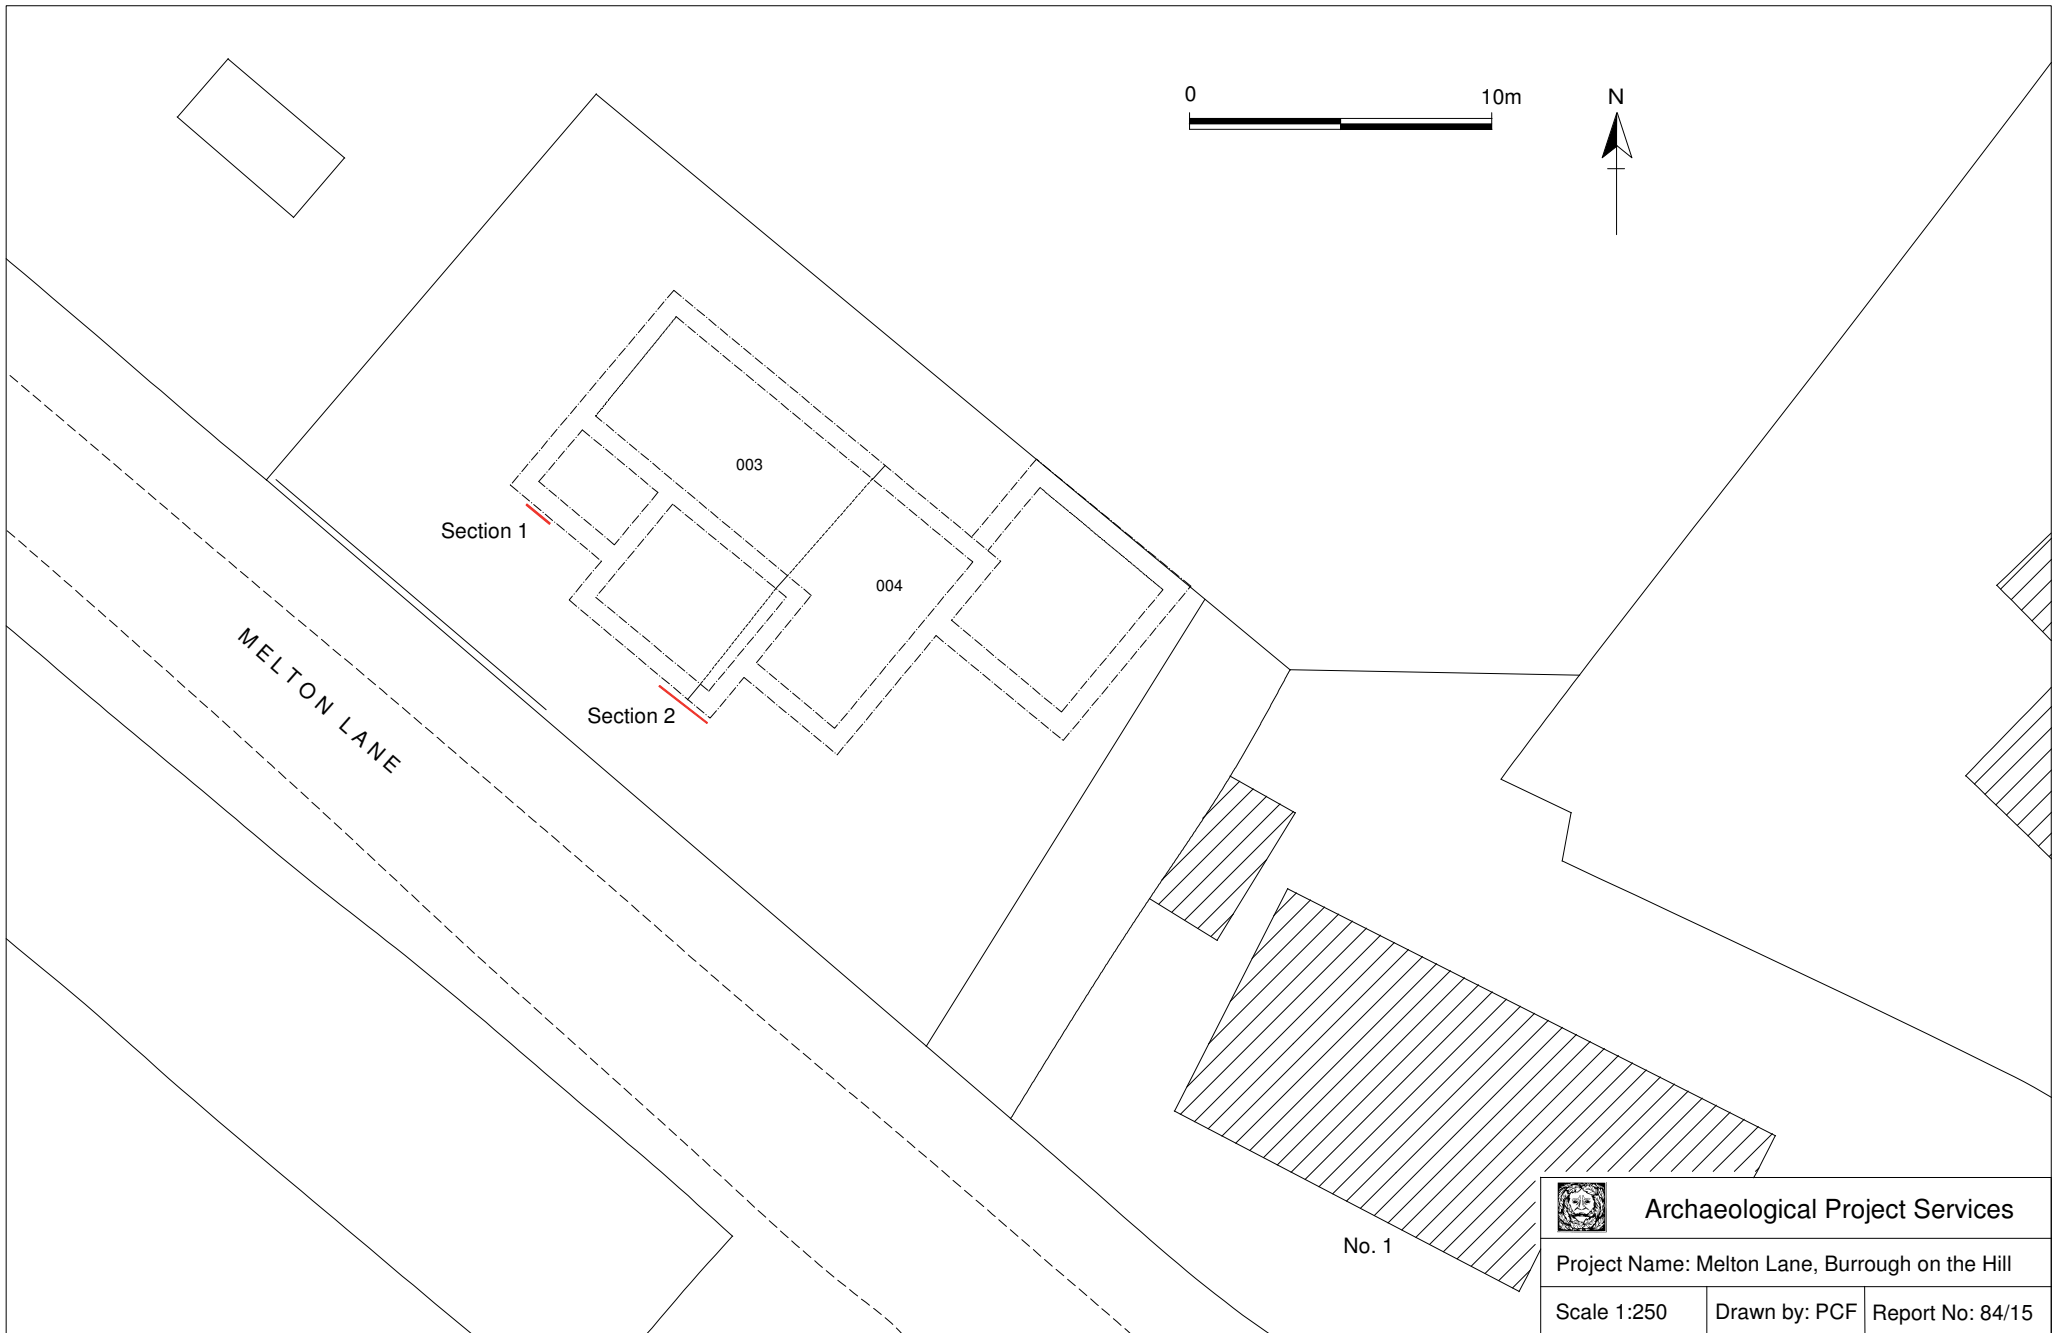 0 10m
N
003
Section 1
004
MELTON LANE
Section 2
No. 1
Archaeological Project Services
Project Name: Melton Lane, Burrough on the Hill
Scale 1:250 Drawn by: PCF Report No: 84/15